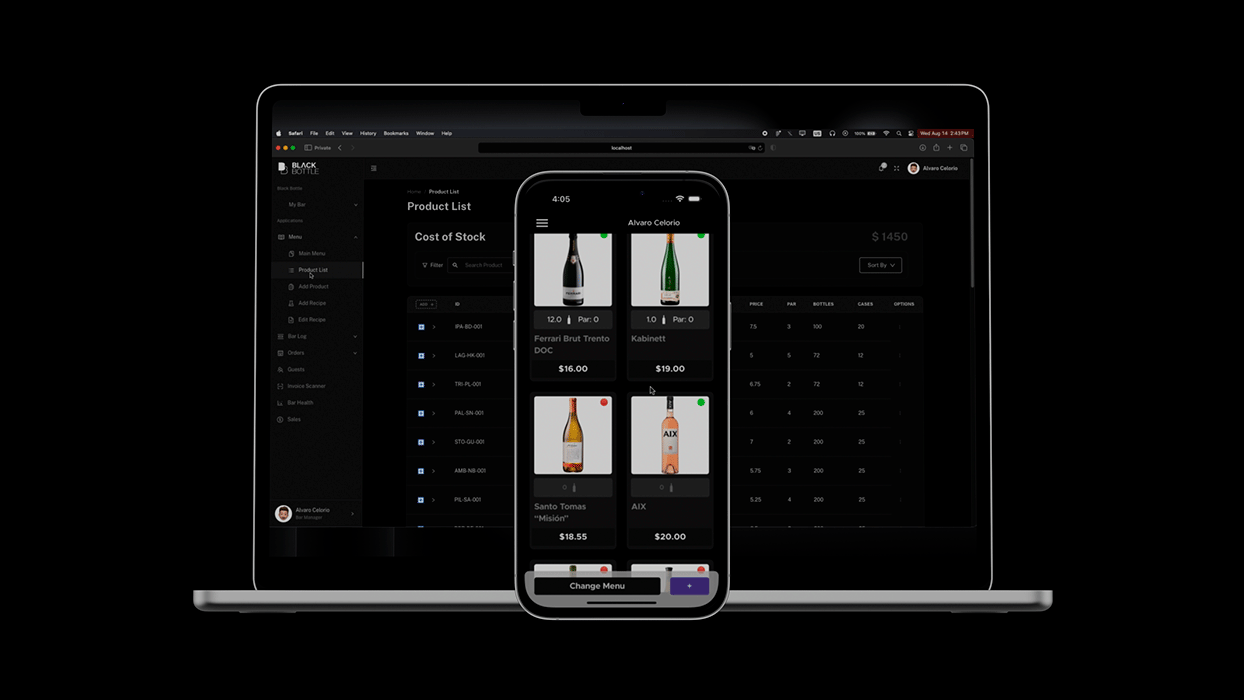 Safari File Edit View History Bookmarks Window Help
100%
Wed Aug 14 2:43 PM
Private
localhost
BLACK
BOTTLE
Alvaro Celorio
Black Bottle
My Bar
Applications
Menu
Main Menu
Product List
Add Product
Add Recipe
Edit Recipe
Bar Log
Orders
Guests
Invoice Scanner
Bar Health
Sales
Alvaro Celorio
Bar Manager
Home / Product List
Product List
Cost of Stock
$ 1450
Filter
Search Product
Sort By
ID
PRICE PAR BOTTLES CASES OPTIONS
IPA-BD-001
7.5 3 100 20
LAG-HK-001
5 5 72 12
TRI-PL-001
6.75 2 72 12
PAL-SN-001
6 4 200 25
STO-GU-001
7 2 200 25
AMB-NB-001
5.75 3 200 25
PIL-SA-001
5.25 4 200 25
4:05
Alvaro Celorio
12.0 Par: 0
1.0 Par: 0
Ferrari Brut Trento
DOC
Kabinett
$16.00
$19.00
AIX
0
0
Santo Tomas
“Misión”
AIX
$18.55
$20.00
Change Menu
+